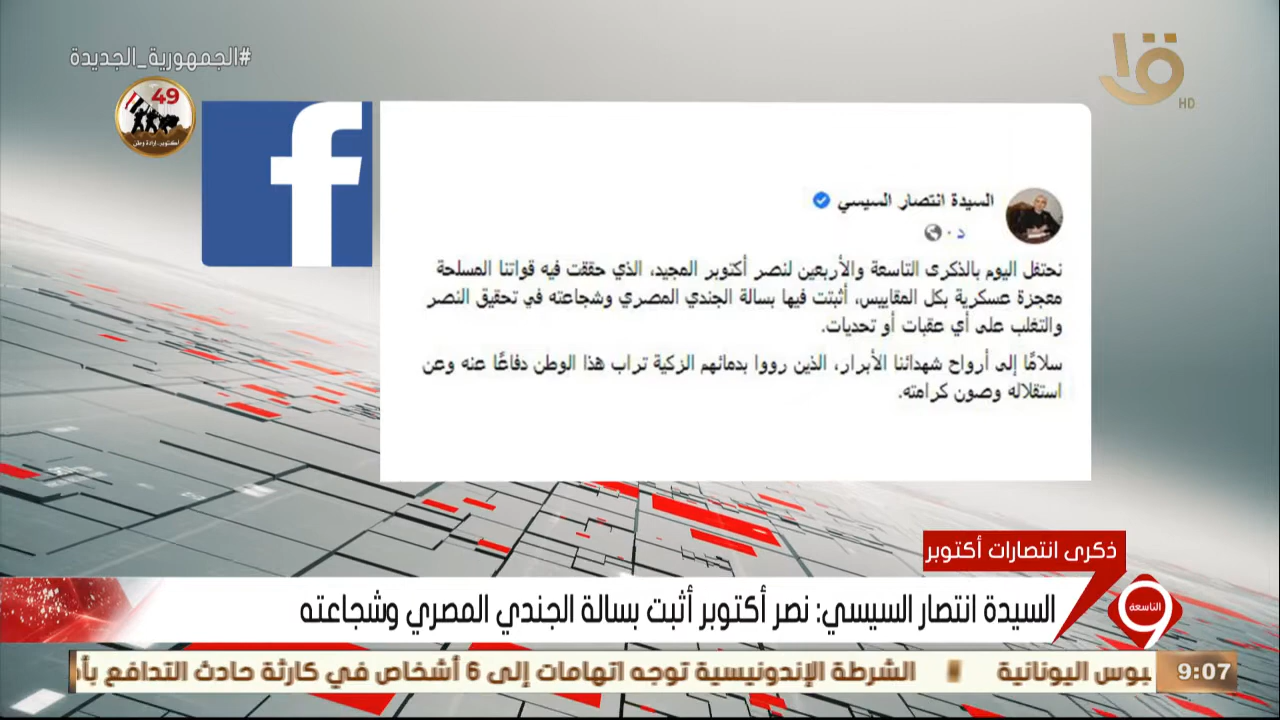 #الجمهورية_الجديدة
HD
49
أكتوبر.. إرادة وطن
السيدة انتصار السيسي
د ·
نحتفل اليوم بالذكرى التاسعة والأربعين لنصر أكتوبر المجيد، الذي حققت فيه قواتنا المسلحة
معجزة عسكرية بكل المقاييس، أثبتت فيها بسالة الجندي المصري وشجاعته في تحقيق النصر
والتغلب على أي عقبات أو تحديات.
سلامًا إلى أرواح شهدائنا الأبرار، الذين رووا بدمائهم الزكية تراب هذا الوطن دفاعًا عنه وعن
استقلاله وصون كرامته.
ذكرى انتصارات أكتوبر
التاسعة
السيدة انتصار السيسي: نصر أكتوبر أثبت بسالة الجندي المصري وشجاعته
9:07
اليونانية
الشرطة الإندونيسية توجه اتهامات إلى 6 أشخاص في كارثة حادث التدافع